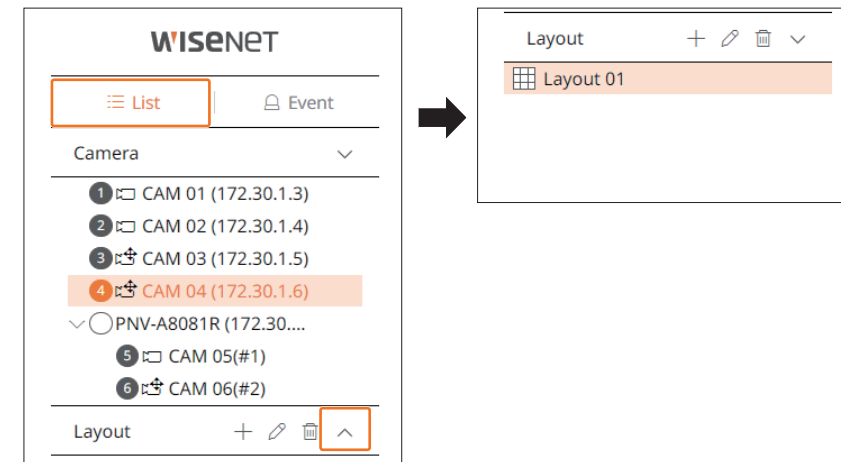 WISENET
List
Event
Camera
1 CAM 01 (172.30.1.3)
2 CAM 02 (172.30.1.4)
3 CAM 03 (172.30.1.5)
4 CAM 04 (172.30.1.6)
PNV-A8081R (172.30....
5 CAM 05(#1)
6 CAM 06(#2)
Layout
Layout
Layout 01